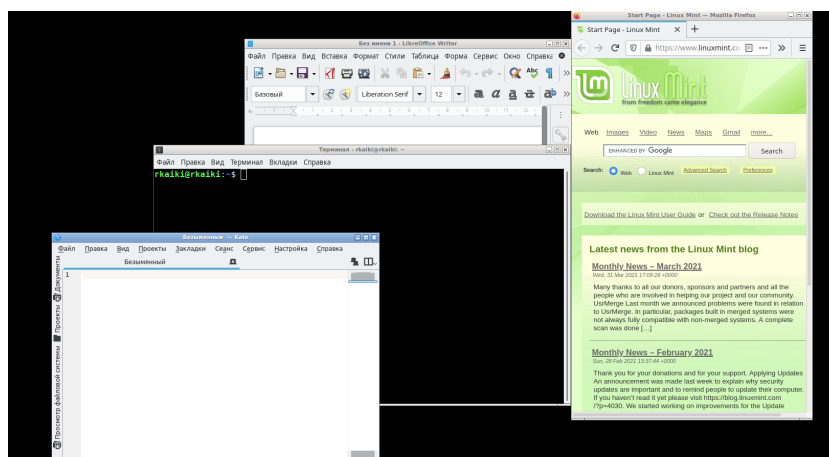 Без имени 1 - LibreOffice Writer
Файл Правка Вид Вставка Формат Стили Таблица Форма Сервис Окно Справка
Базовый
Liberation Serif
12
Терминал - rkaiki@rkaiki: ~
Файл Правка Вид Терминал Вкладки Справка
rkaiki@rkaiki:~$
Безымянный — Kate
Файл Правка Вид Проекты Закладки Сеанс Сервис Настройка Справка
Безымянный
1
Документы
Проекты
Просмотр файловой системы
Start Page - Linux Mint — Mozilla Firefox
Start Page - Linux Mint
https://www.linuxmint.co
Linux Mint
from freedom came elegance
Web Images Video News Maps Gmail more...
ENHANCED BY Google
Search
Search: Web Linux Mint Advanced Search Preferences
Download the Linux Mint User Guide or Check out the Release Notes
Latest news from the Linux Mint blog
Monthly News – March 2021
Wed, 31 Mar 2021 17:09:26 +0000
Many thanks to all our donors, sponsors and partners and all the
people who are involved in helping our project and our community.
UsrMerge Last month we announced problems were found in relation
to UsrMerge. In particular, packages built in merged systems were
not always fully compatible with non-merged systems. A complete
scan was done […]
Monthly News – February 2021
Sun, 28 Feb 2021 13:37:44 +0000
Thank you for your donations and for your support. Applying Updates
An announcement was made last week to explain why security
updates are important and to remind people to update their computer.
If you haven't read it yet please visit https://blog.linuxmint.com
/?p=4030. We started working on improvements for the Update